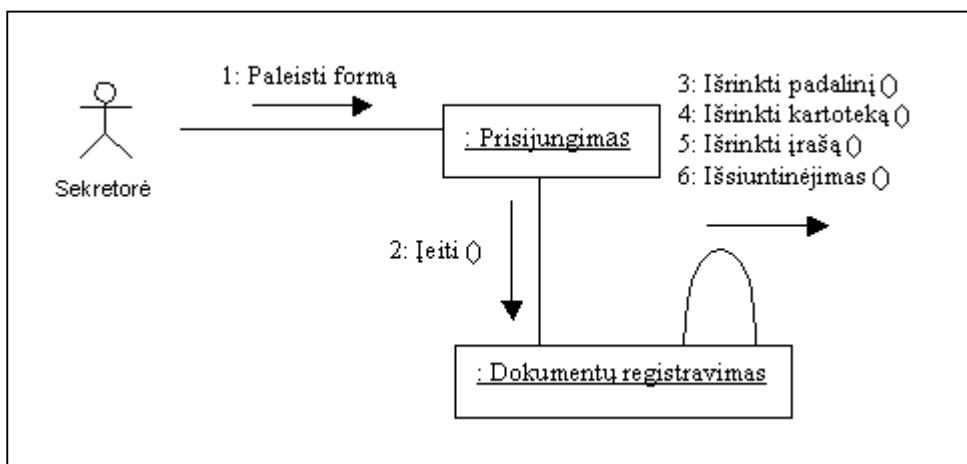 1: Paleisti formą
3: Išrinkti padalinį ()
4: Išrinkti kartoteką ()
5: Išrinkti įrašą ()
6: Išsiuntinėjimas ()
: Prisijungimas
Sekretorė
2: Įeiti ()
: Dokumentų registravimas